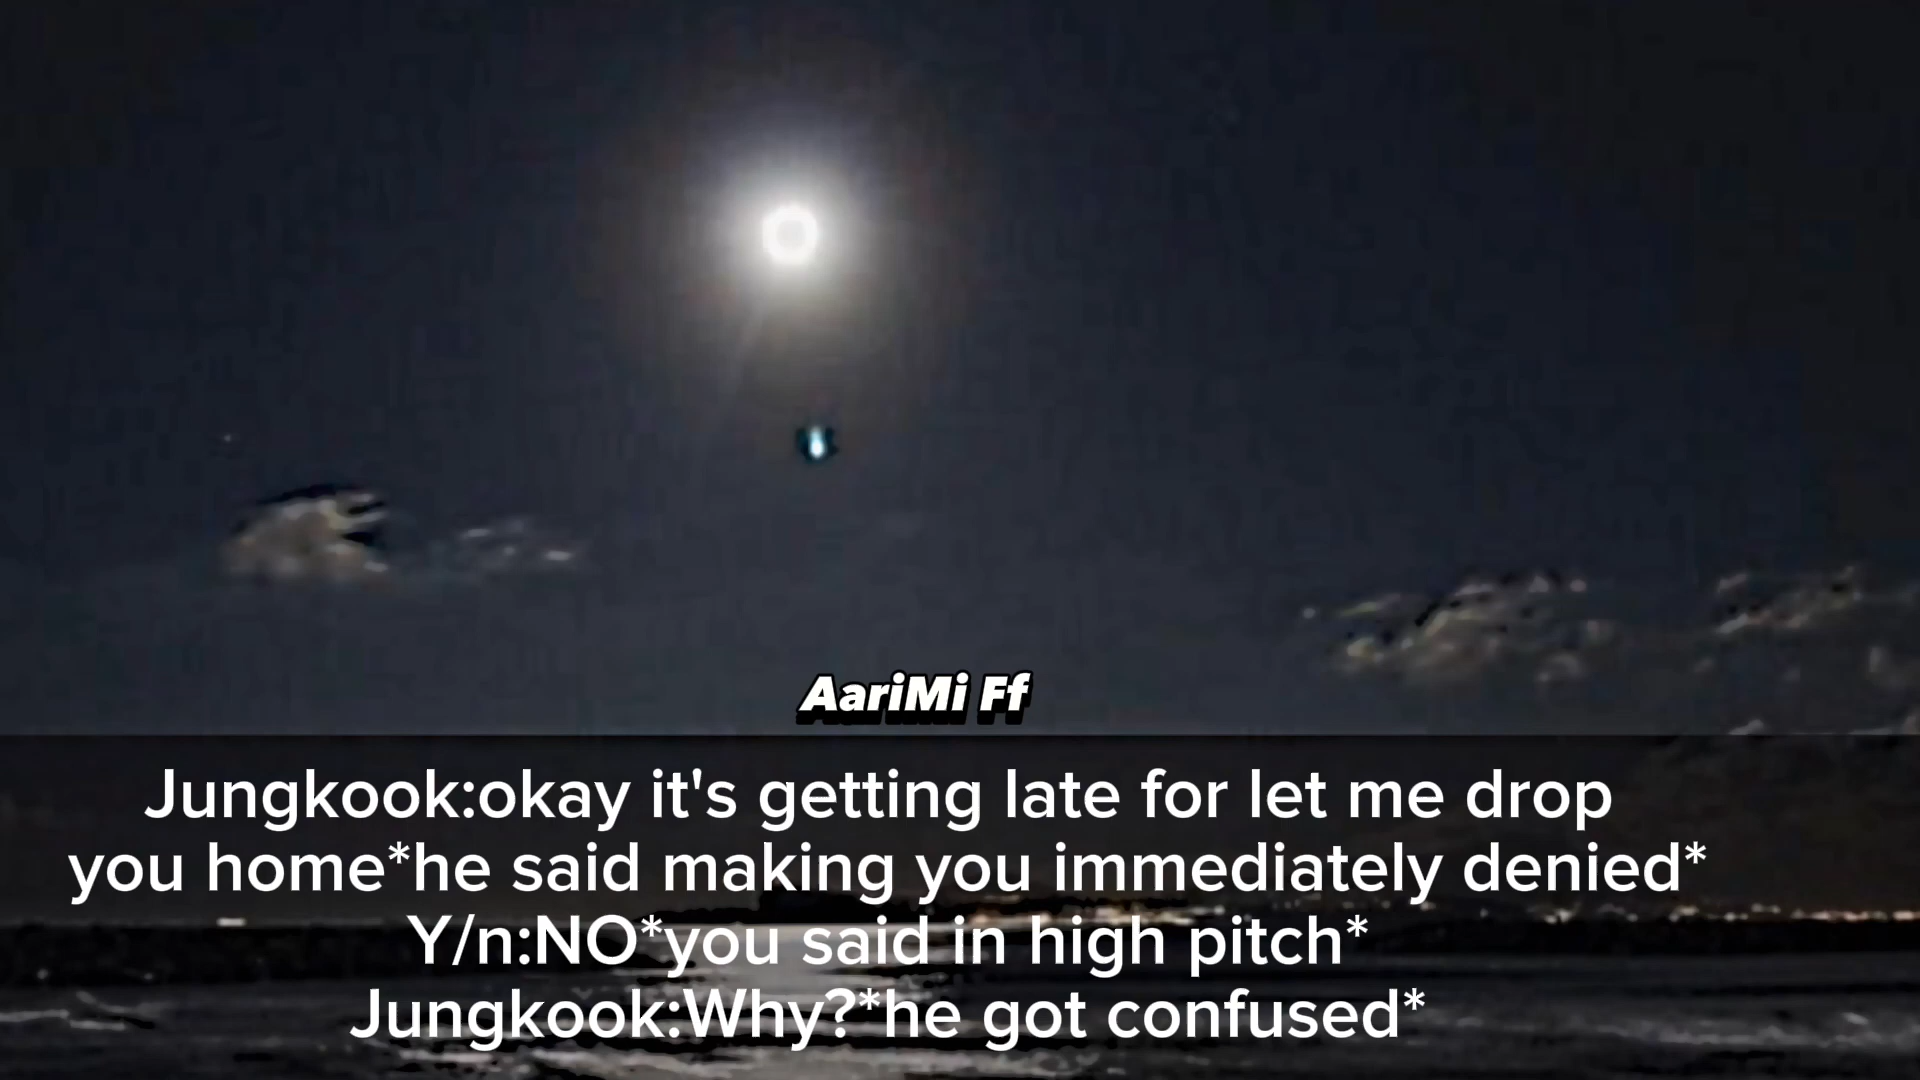 AariMi Ff
Jungkook:okay it's getting late for let me drop
you home*he said making you immediately denied*
Y/n:NO*you said in high pitch*
Jungkook:Why?*he got confused*